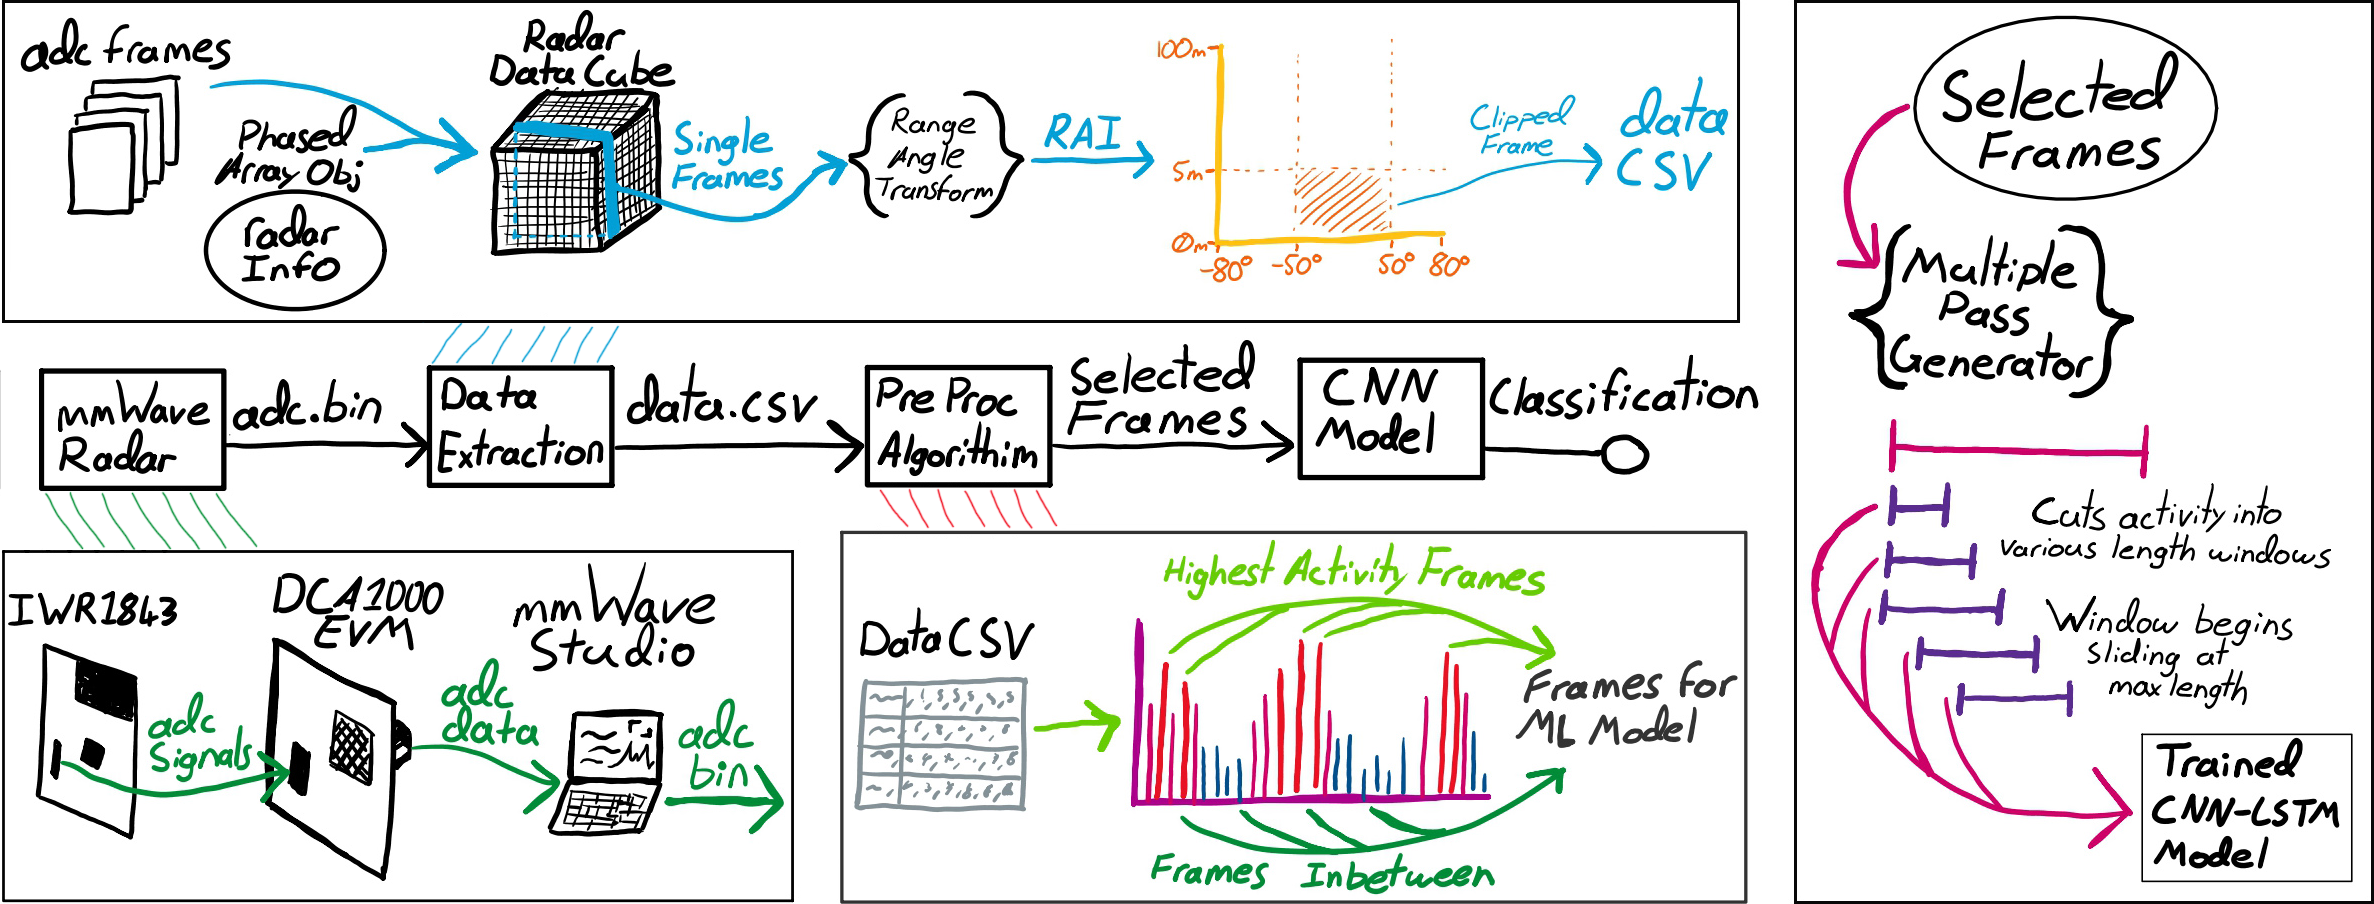 adc frames
Phased
Array Obj
radar
Info
Radar
Data Cube
Single
Frames
Range
Angle
Transform
RAI
100m
5m
0m
-80° -50° 50° 80°
Clipped
Frame
data
CSV
mmWave
Radar
adc.bin
Data
Extraction
data.csv
Pre Proc
Algorithim
Selected
Frames
CNN
Model
Classification
IWR1843
adc
Signals
DCA1000
EVM
adc
data
mmWave
Studio
adc
bin
Data CSV
Highest Activity Frames
Frames for
ML Model
Frames Inbetween
Selected
Frames
Multiple
Pass
Generator
Cuts activity into
various length windows
Window begins
sliding at
max length
Trained
CNN-LSTM
Model